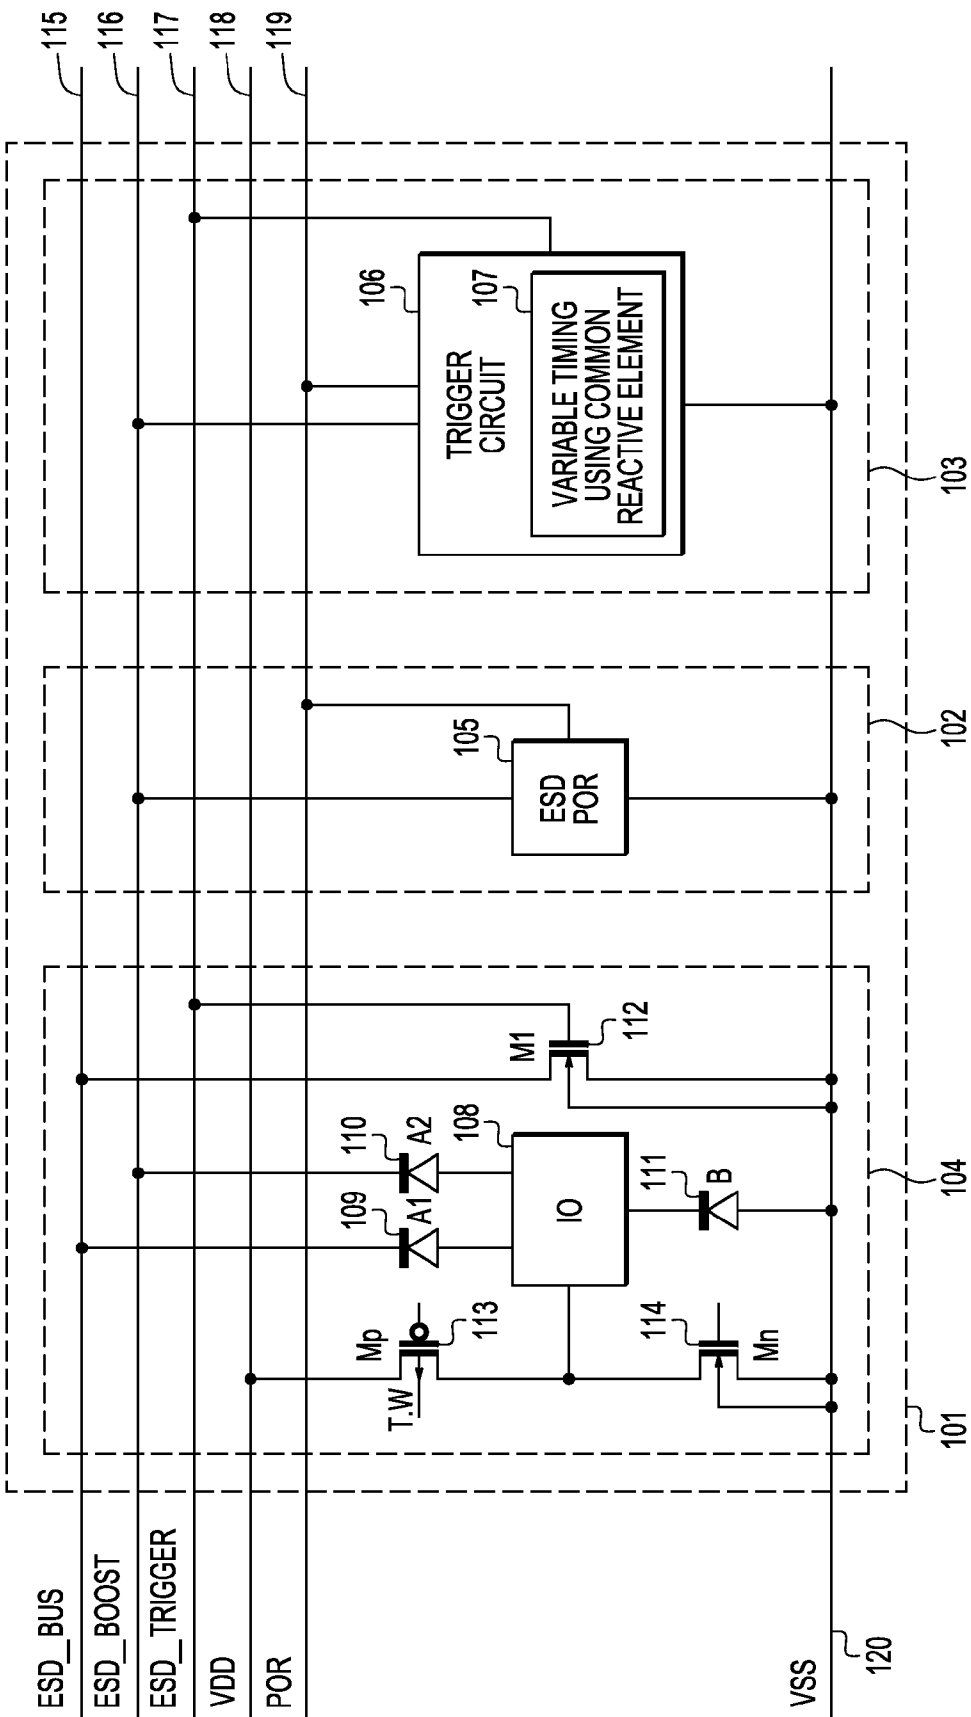 ESD_BUS
ESD_BOOST
ESD_TRIGGER
VDD
POR
VSS
115
116
117
118
119
120
101
104
T.W
Mp
113
114
Mn
109
A1
110
A2
108
IO
111
B
M1
112
102
105
ESD
POR
103
106
TRIGGER
CIRCUIT
107
VARIABLE TIMING
USING COMMON
REACTIVE ELEMENT